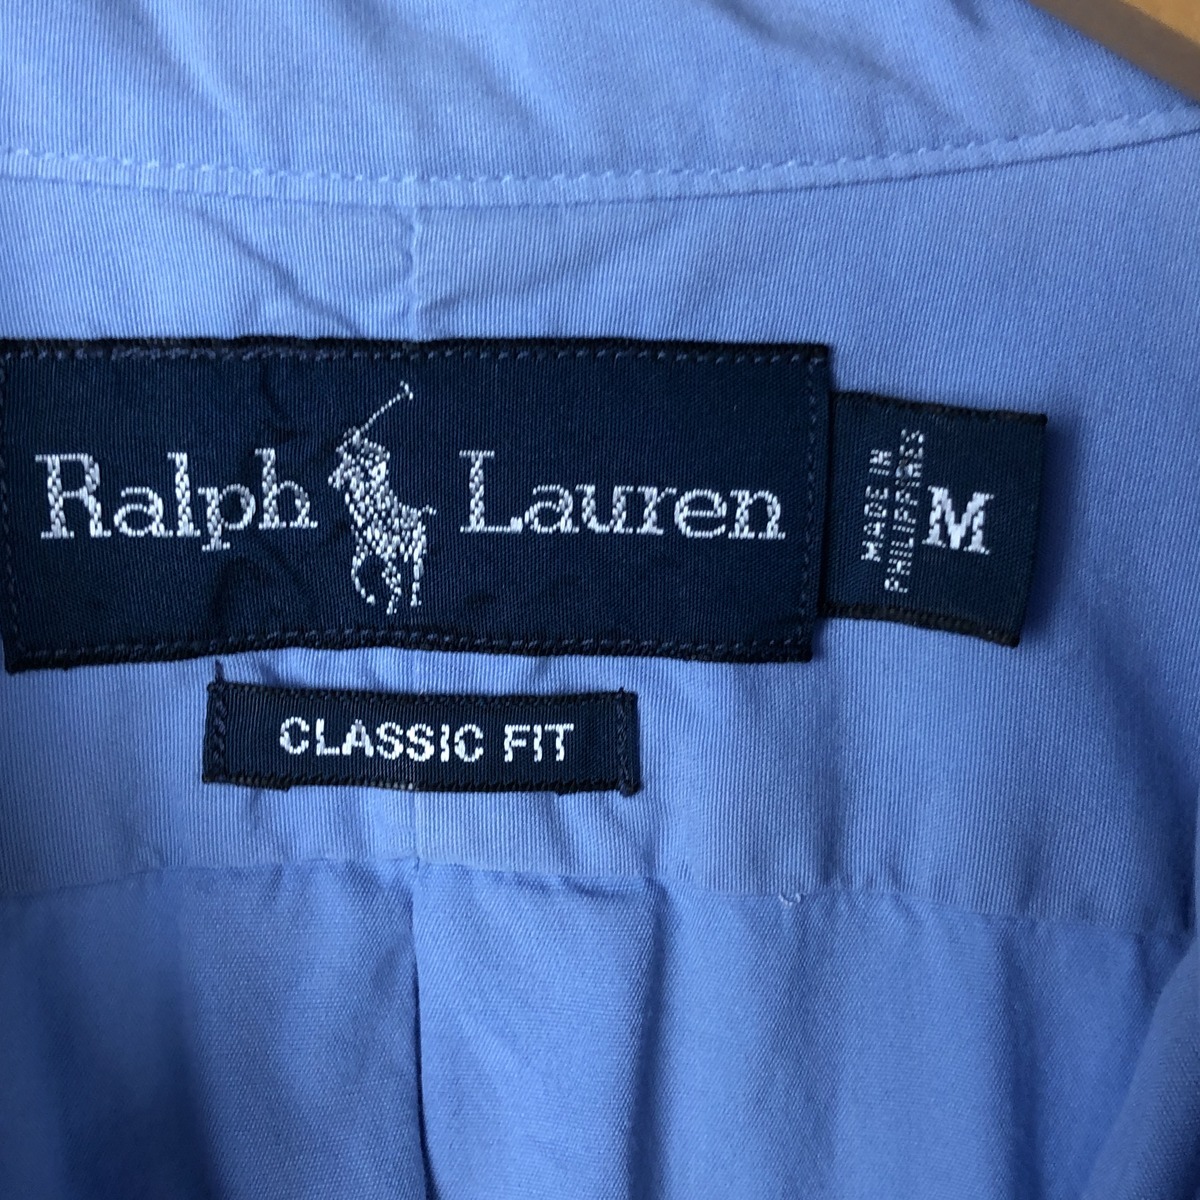 Ralph Lauren
MADE IN
PHILIPPINES
M
CLASSIC FIT